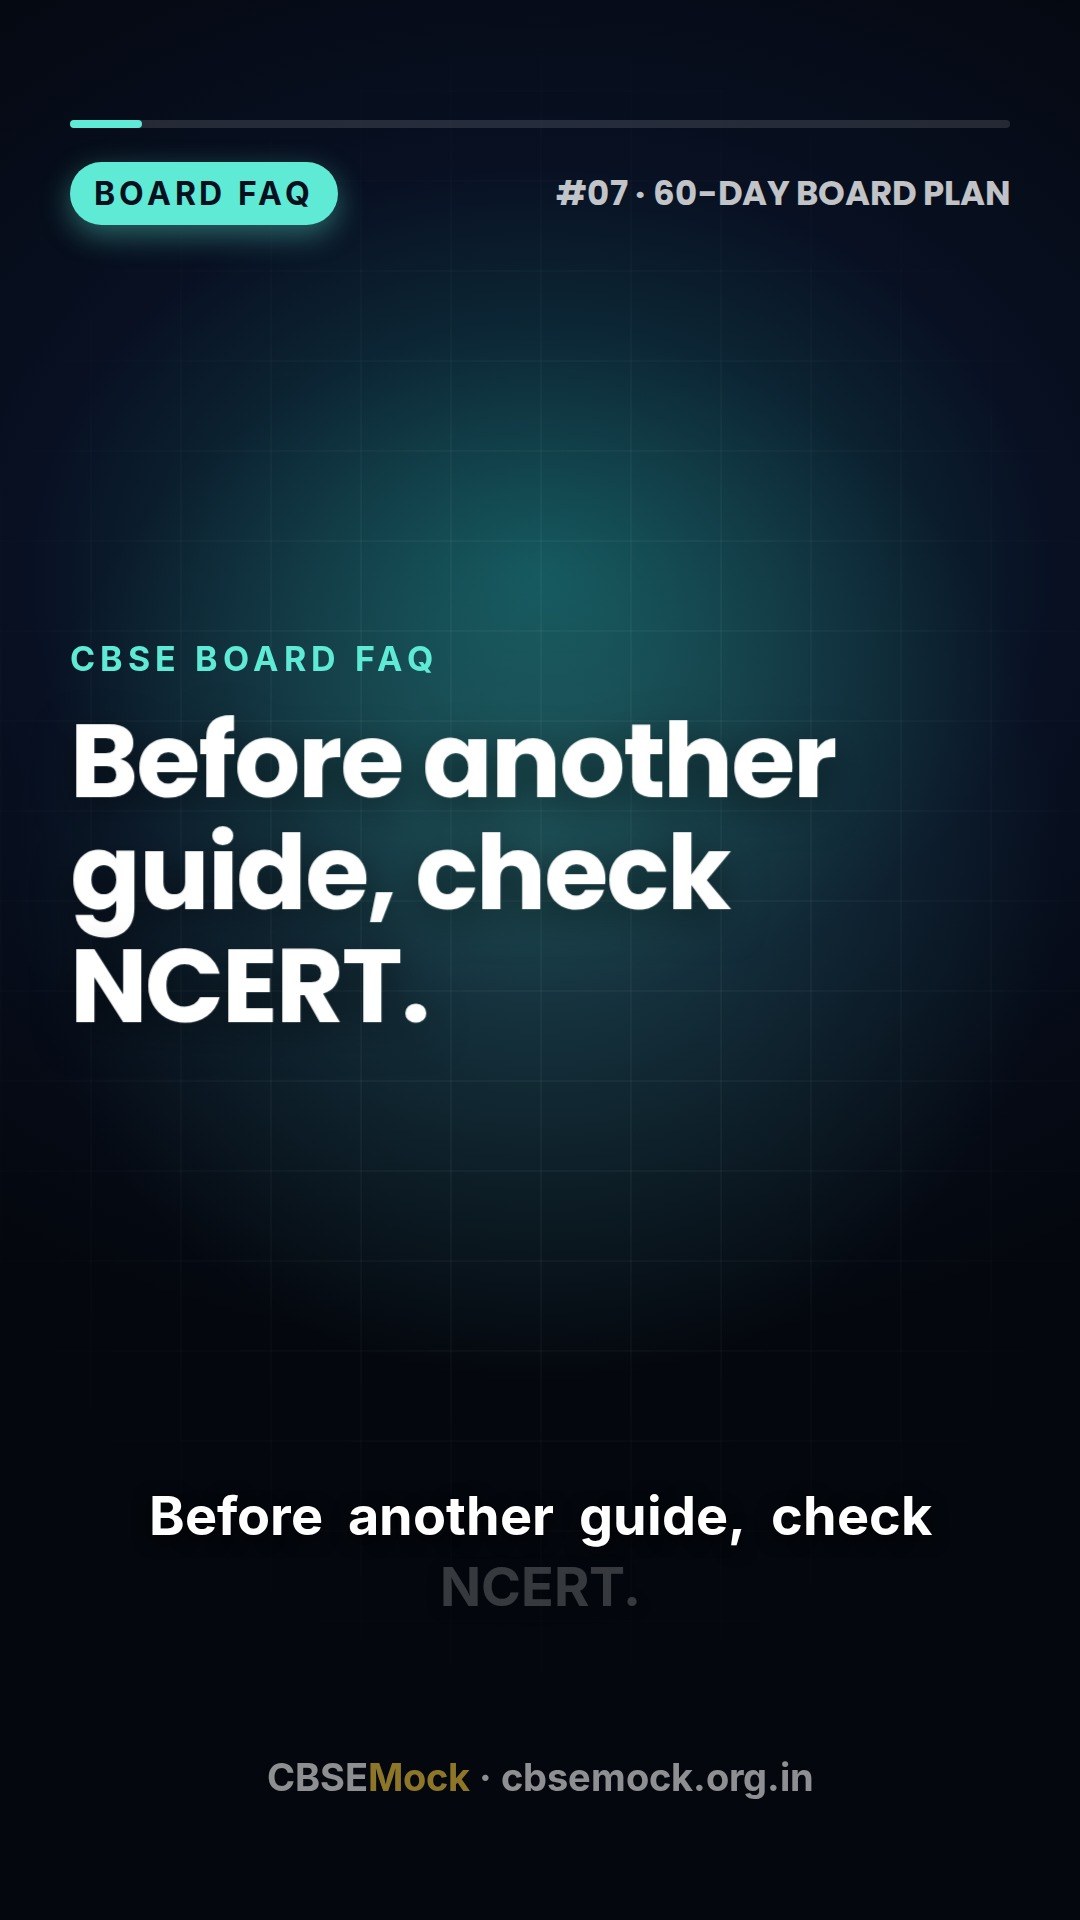 BOARD FAQ
#07 · 60-DAY BOARD PLAN
CBSE BOARD FAQ
Before another
guide, check
NCERT.
Before another guide, check
NCERT.
CBSEMock · cbsemock.org.in